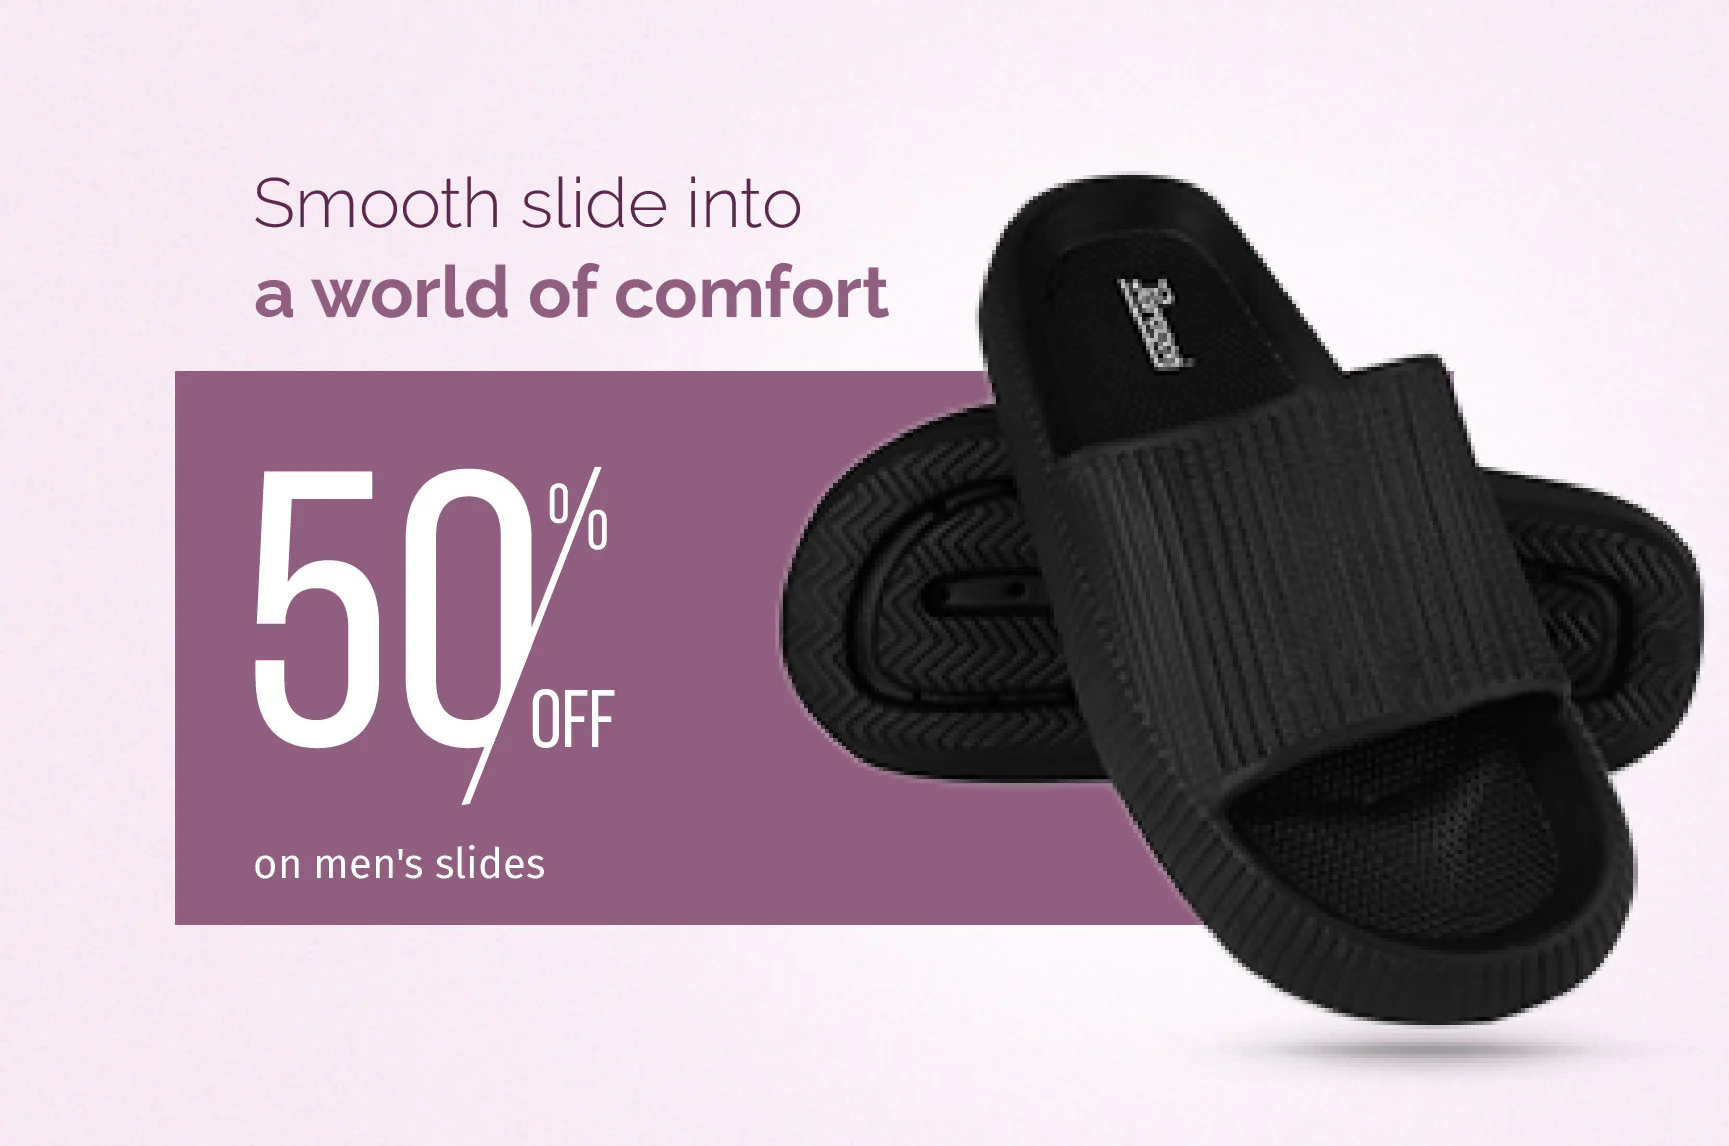 Smooth slide into
a world of comfort
50%
OFF
on men's slides